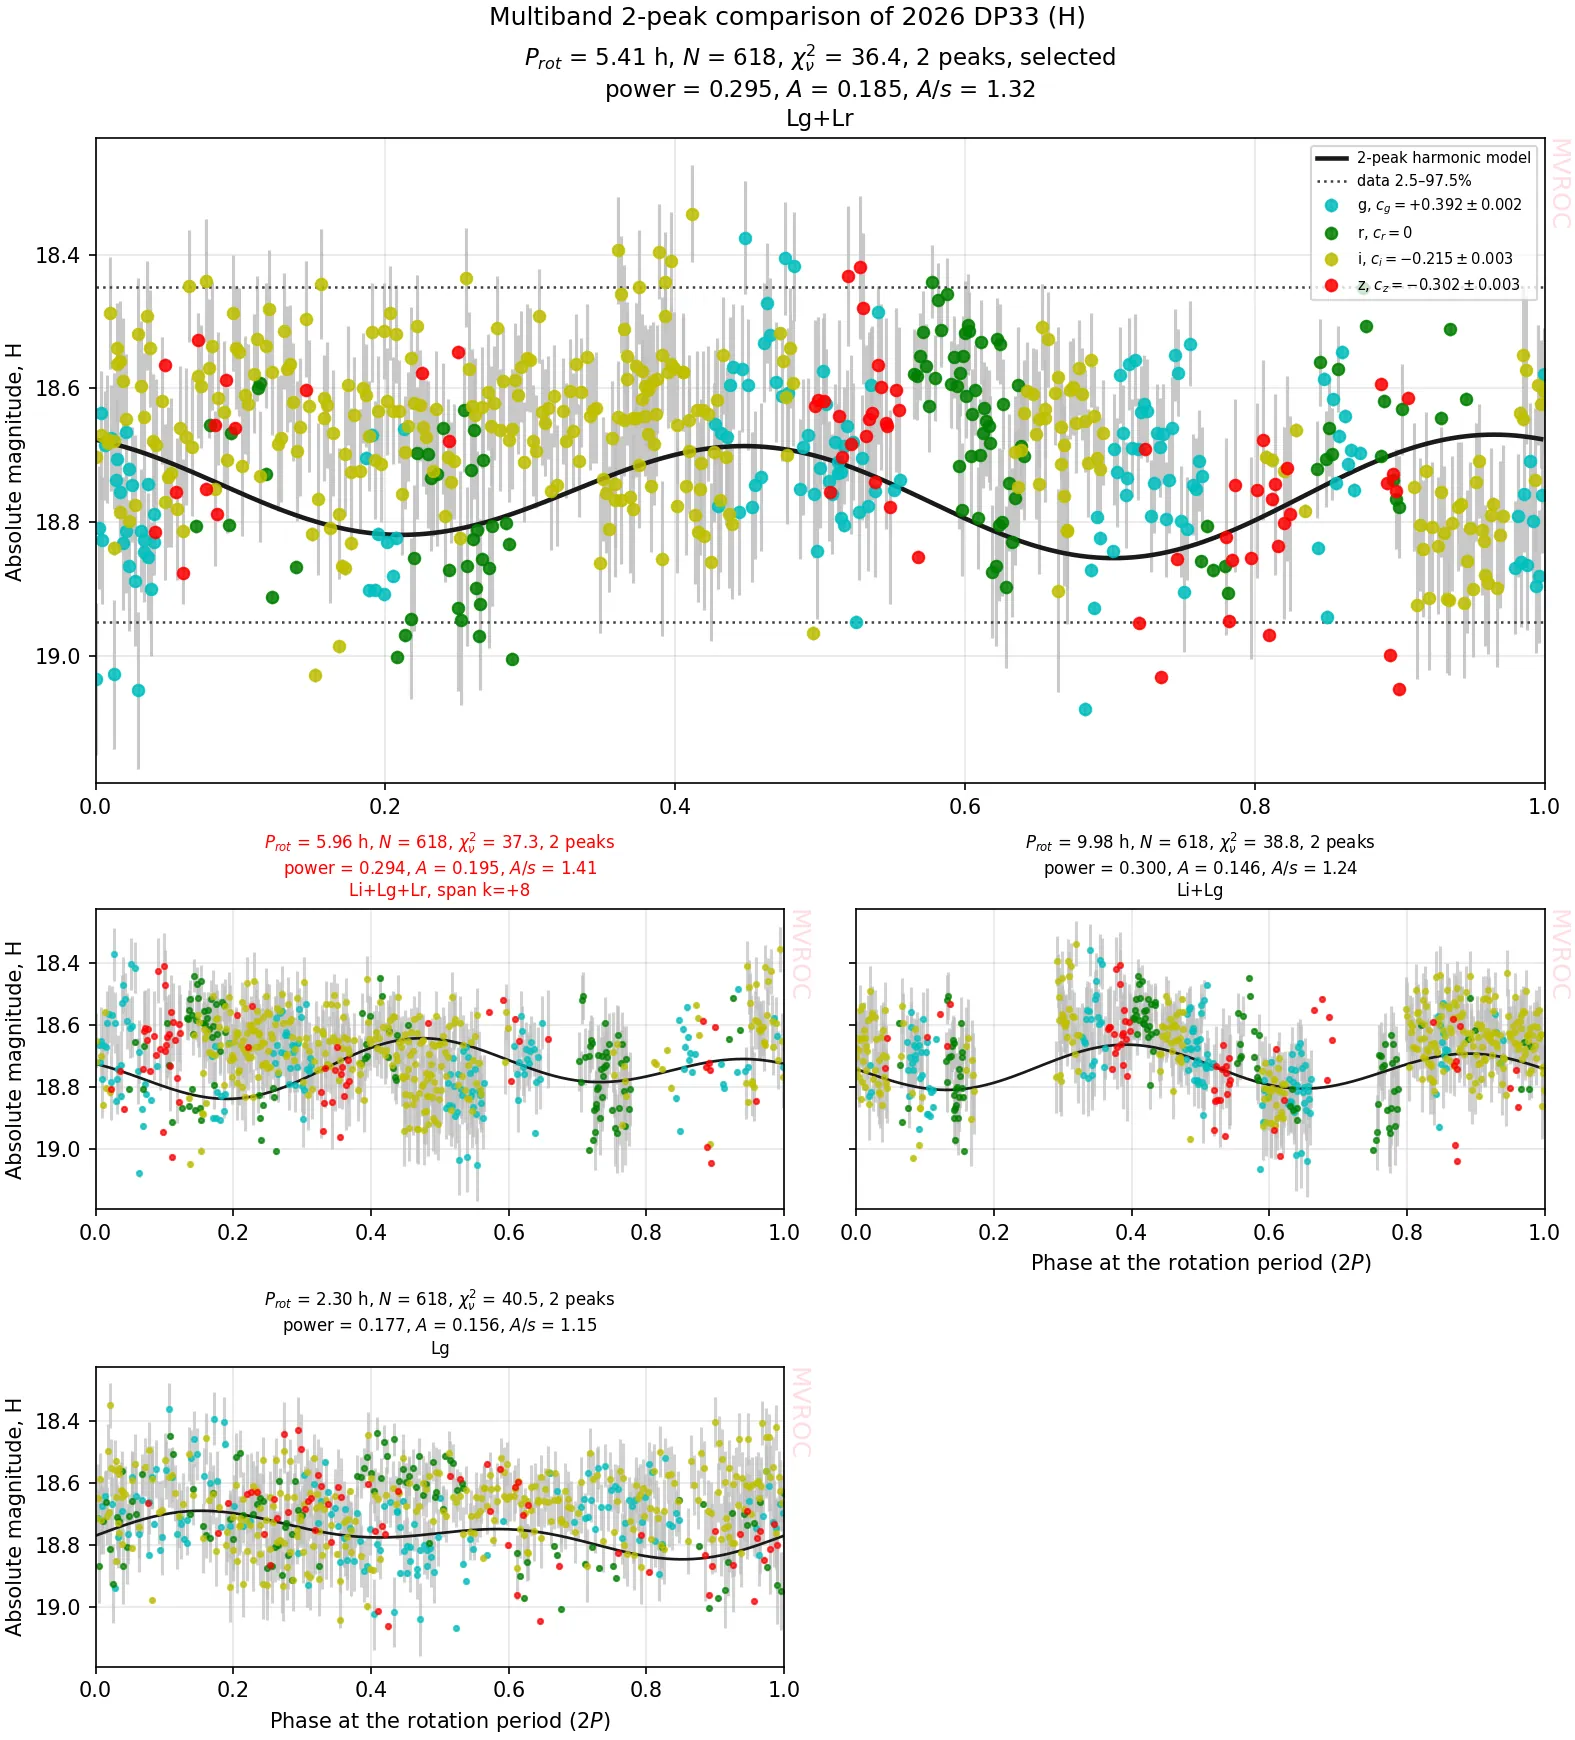 Multiband 2-peak comparison of 2026 DP33 (H)
P_rot = 5.41 h, N = 618, χ²_ν = 36.4, 2 peaks, selected
power = 0.295, A = 0.185, A/s = 1.32
Lg+Lr
2-peak harmonic model
data 2.5–97.5%
g, c_g = +0.392 ± 0.002
r, c_r = 0
i, c_i = −0.215 ± 0.003
z, c_z = −0.302 ± 0.003
MVROC
Absolute magnitude, H
18.4
18.6
18.8
19.0
0.0 0.2 0.4 0.6 0.8 1.0
P_rot = 5.96 h, N = 618, χ²_ν = 37.3, 2 peaks
power = 0.294, A = 0.195, A/s = 1.41
Li+Lg+Lr, span k=+8
MVROC
Absolute magnitude, H
18.4
18.6
18.8
19.0
0.0 0.2 0.4 0.6 0.8 1.0
P_rot = 9.98 h, N = 618, χ²_ν = 38.8, 2 peaks
power = 0.300, A = 0.146, A/s = 1.24
Li+Lg
MVROC
0.0 0.2 0.4 0.6 0.8 1.0
Phase at the rotation period (2P)
P_rot = 2.30 h, N = 618, χ²_ν = 40.5, 2 peaks
power = 0.177, A = 0.156, A/s = 1.15
Lg
MVROC
Absolute magnitude, H
18.4
18.6
18.8
19.0
0.0 0.2 0.4 0.6 0.8 1.0
Phase at the rotation period (2P)